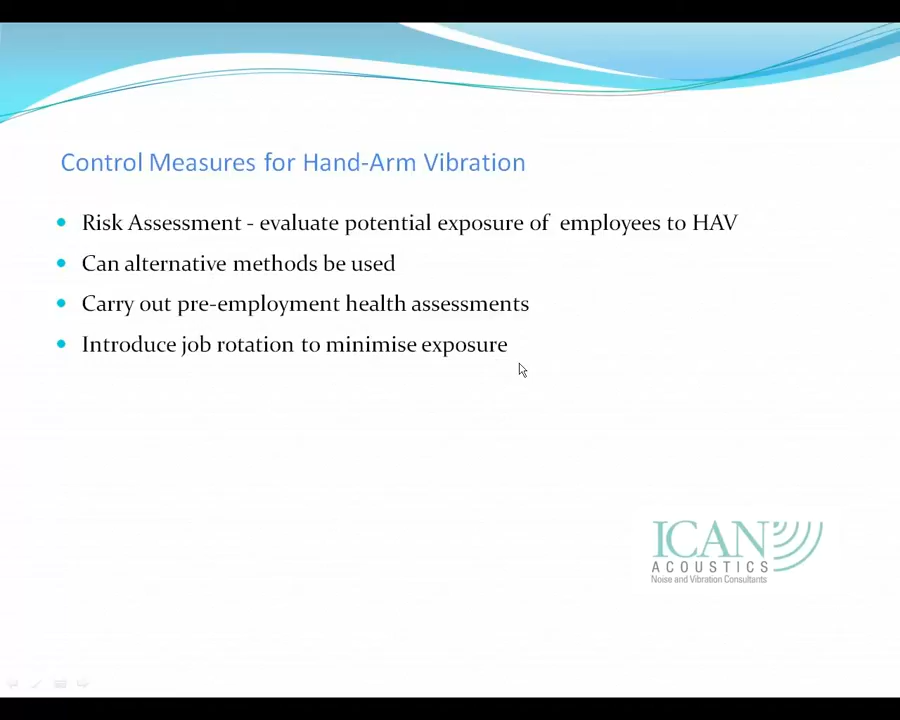 Control Measures for Hand-Arm Vibration
Risk Assessment - evaluate potential exposure of employees to HAV
Can alternative methods be used
Carry out pre-employment health assessments
Introduce job rotation to minimise exposure
ICAN
ACOUSTICS
Noise and Vibration Consultants